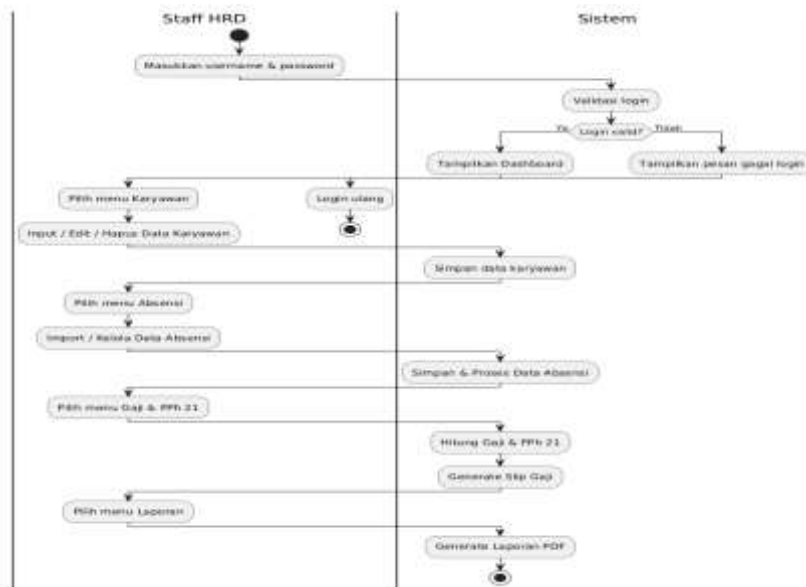 Staff HRD
Sistem
Masukkan username & password
Validasi login
Ya
Login valid?
Tidak
Tampilkan Dashboard
Tampilkan pesan gagal login
Pilih menu Karyawan
Login ulang
Input / Edit / Hapus Data Karyawan
Simpan data karyawan
Pilih menu Absensi
Import / Kelola Data Absensi
Simpan & Proses Data Absensi
Pilih menu Gaji & PPh 21
Hitung Gaji & PPh 21
Generate Slip Gaji
Pilih menu Laporan
Generate Laporan PDF